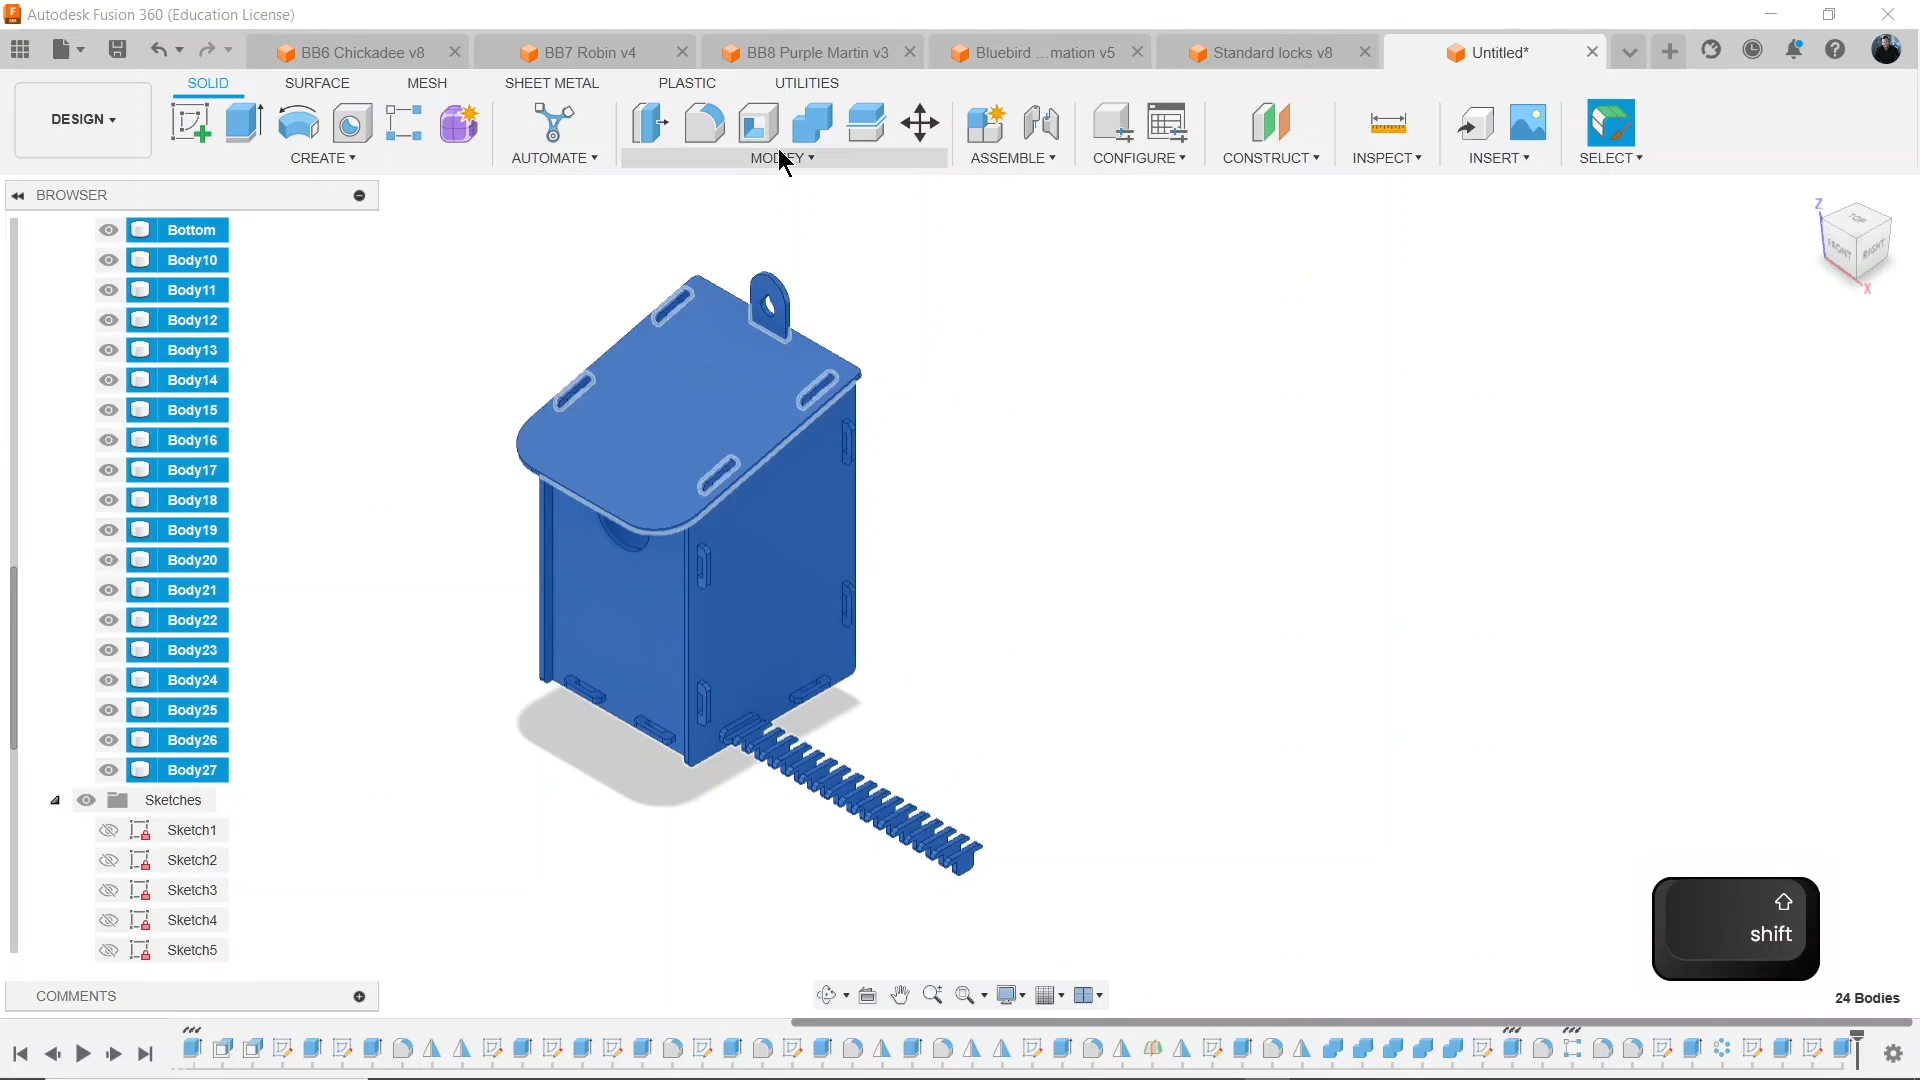 Autodesk Fusion 360 (Education License)
BB6 Chickadee v8
BB7 Robin v4
BB8 Purple Martin v3
Bluebird ...mation v5
Standard locks v8
Untitled*
SOLID
SURFACE
MESH
SHEET METAL
PLASTIC
UTILITIES
DESIGN
CREATE
AUTOMATE
MODIFY
ASSEMBLE
CONFIGURE
CONSTRUCT
INSPECT
INSERT
SELECT
BROWSER
Bottom
Body10
Body11
Body12
Body13
Body14
Body15
Body16
Body17
Body18
Body19
Body20
Body21
Body22
Body23
Body24
Body25
Body26
Body27
Sketches
Sketch1
Sketch2
Sketch3
Sketch4
Sketch5
Z
TOP
FRONT
RIGHT
X
shift
COMMENTS
24 Bodies